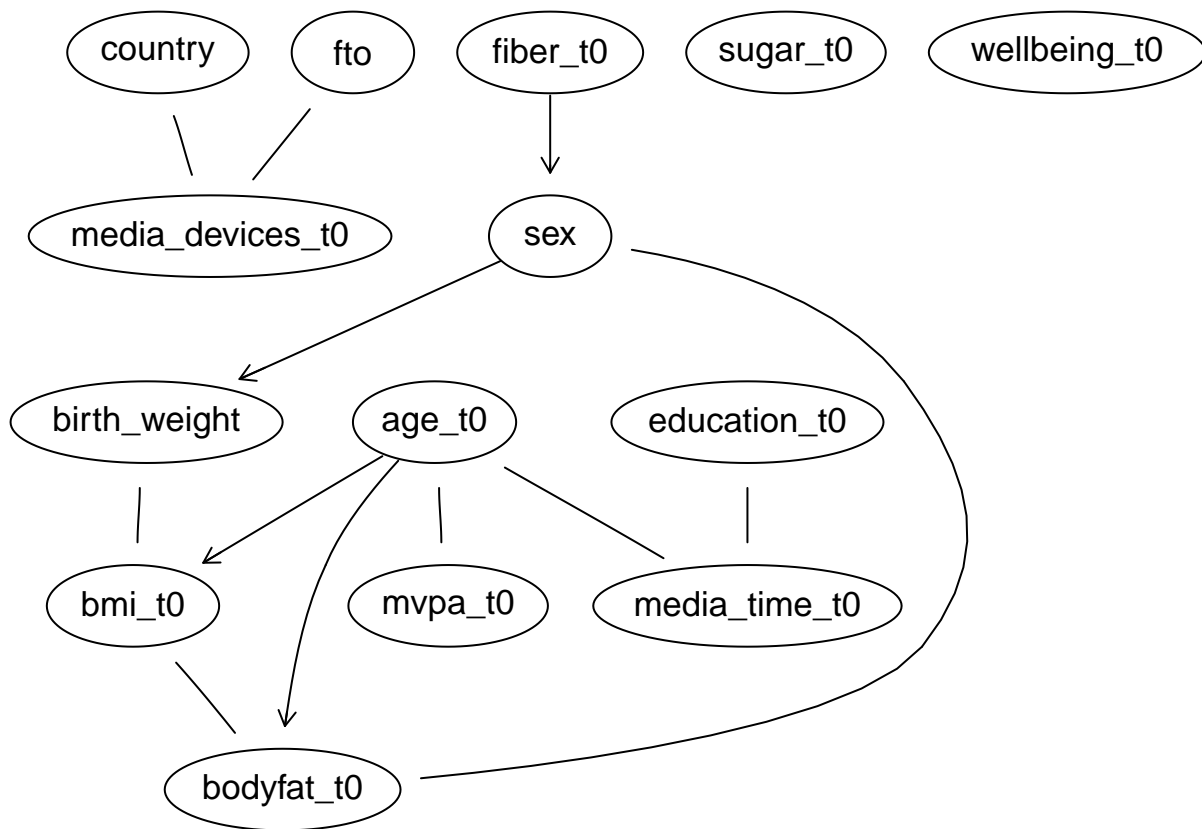 country
fto
fiber_t0
sugar_t0
wellbeing_t0
media_devices_t0
sex
birth_weight
age_t0
education_t0
bmi_t0
mvpa_t0
media_time_t0
bodyfat_t0